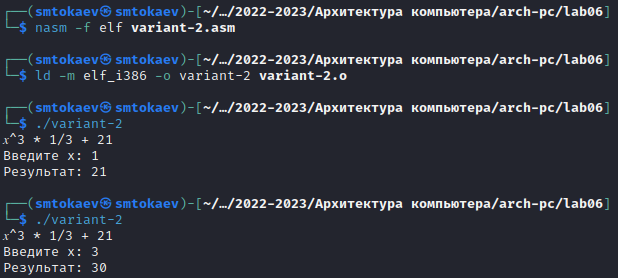 ┌──(smtokaev㉿smtokaev)-[~/…/2022-2023/Архитектура компьютера/arch-pc/lab06]
└─$ nasm -f elf variant-2.asm
┌──(smtokaev㉿smtokaev)-[~/…/2022-2023/Архитектура компьютера/arch-pc/lab06]
└─$ ld -m elf_i386 -o variant-2 variant-2.o
┌──(smtokaev㉿smtokaev)-[~/…/2022-2023/Архитектура компьютера/arch-pc/lab06]
└─$ ./variant-2
𝑥^3 * 1/3 + 21
Введите х: 1
Результат: 21
┌──(smtokaev㉿smtokaev)-[~/…/2022-2023/Архитектура компьютера/arch-pc/lab06]
└─$ ./variant-2
𝑥^3 * 1/3 + 21
Введите х: 3
Результат: 30